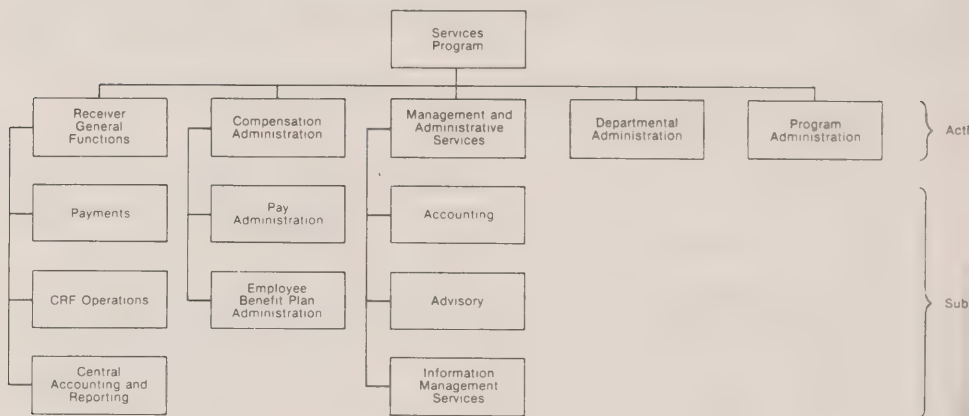 Services
Program
Receiver
General
Functions
Compensation
Administration
Management and
Administrative
Services
Departmental
Administration
Program
Administration
Payments
Pay
Administration
Accounting
CRF Operations
Employee
Benefit Plan
Administration
Advisory
Sub
Central
Accounting and
Reporting
Information
Management
Services